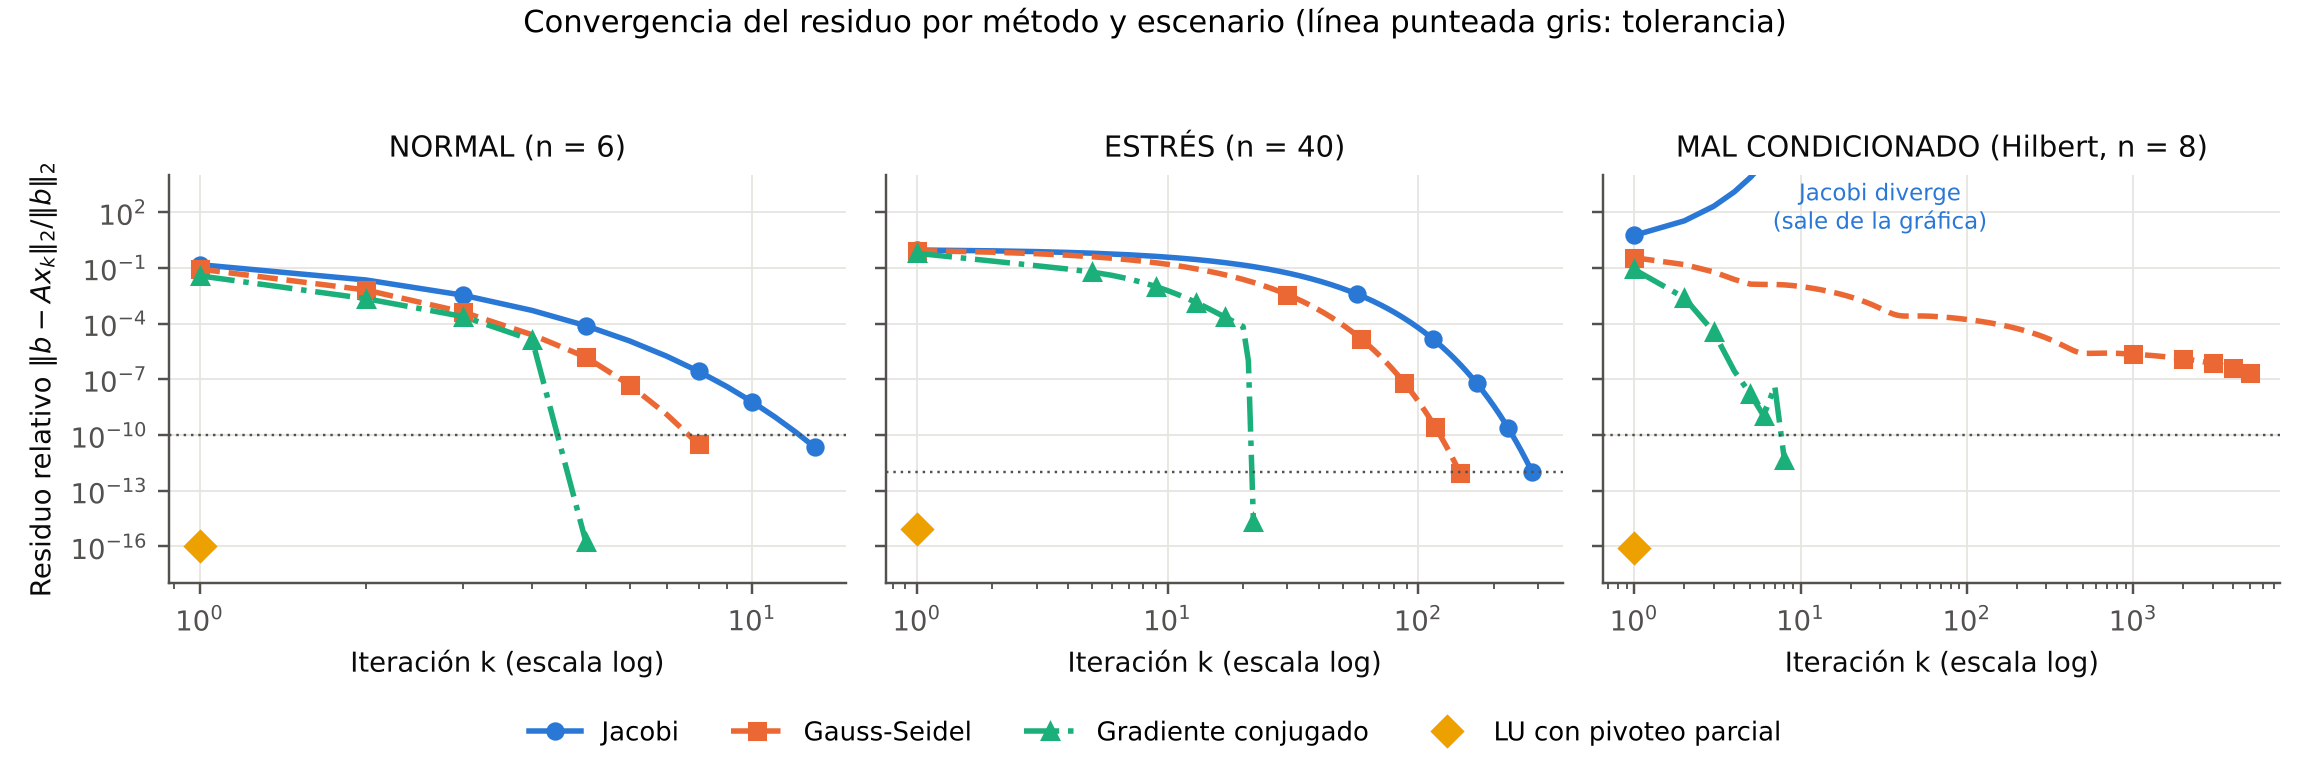 Convergencia del residuo por método y escenario (línea punteada gris: tolerancia)
NORMAL (n = 6)
ESTRÉS (n = 40)
MAL CONDICIONADO (Hilbert, n = 8)
Residuo relativo ‖b − Ax_k‖₂/‖b‖₂
10²
10⁻¹
10⁻⁴
10⁻⁷
10⁻¹⁰
10⁻¹³
10⁻¹⁶
Jacobi diverge
(sale de la gráfica)
10⁰ 10¹
10⁰ 10¹ 10²
10⁰ 10¹ 10² 10³
Iteración k (escala log)
Iteración k (escala log)
Iteración k (escala log)
Jacobi Gauss-Seidel Gradiente conjugado LU con pivoteo parcial